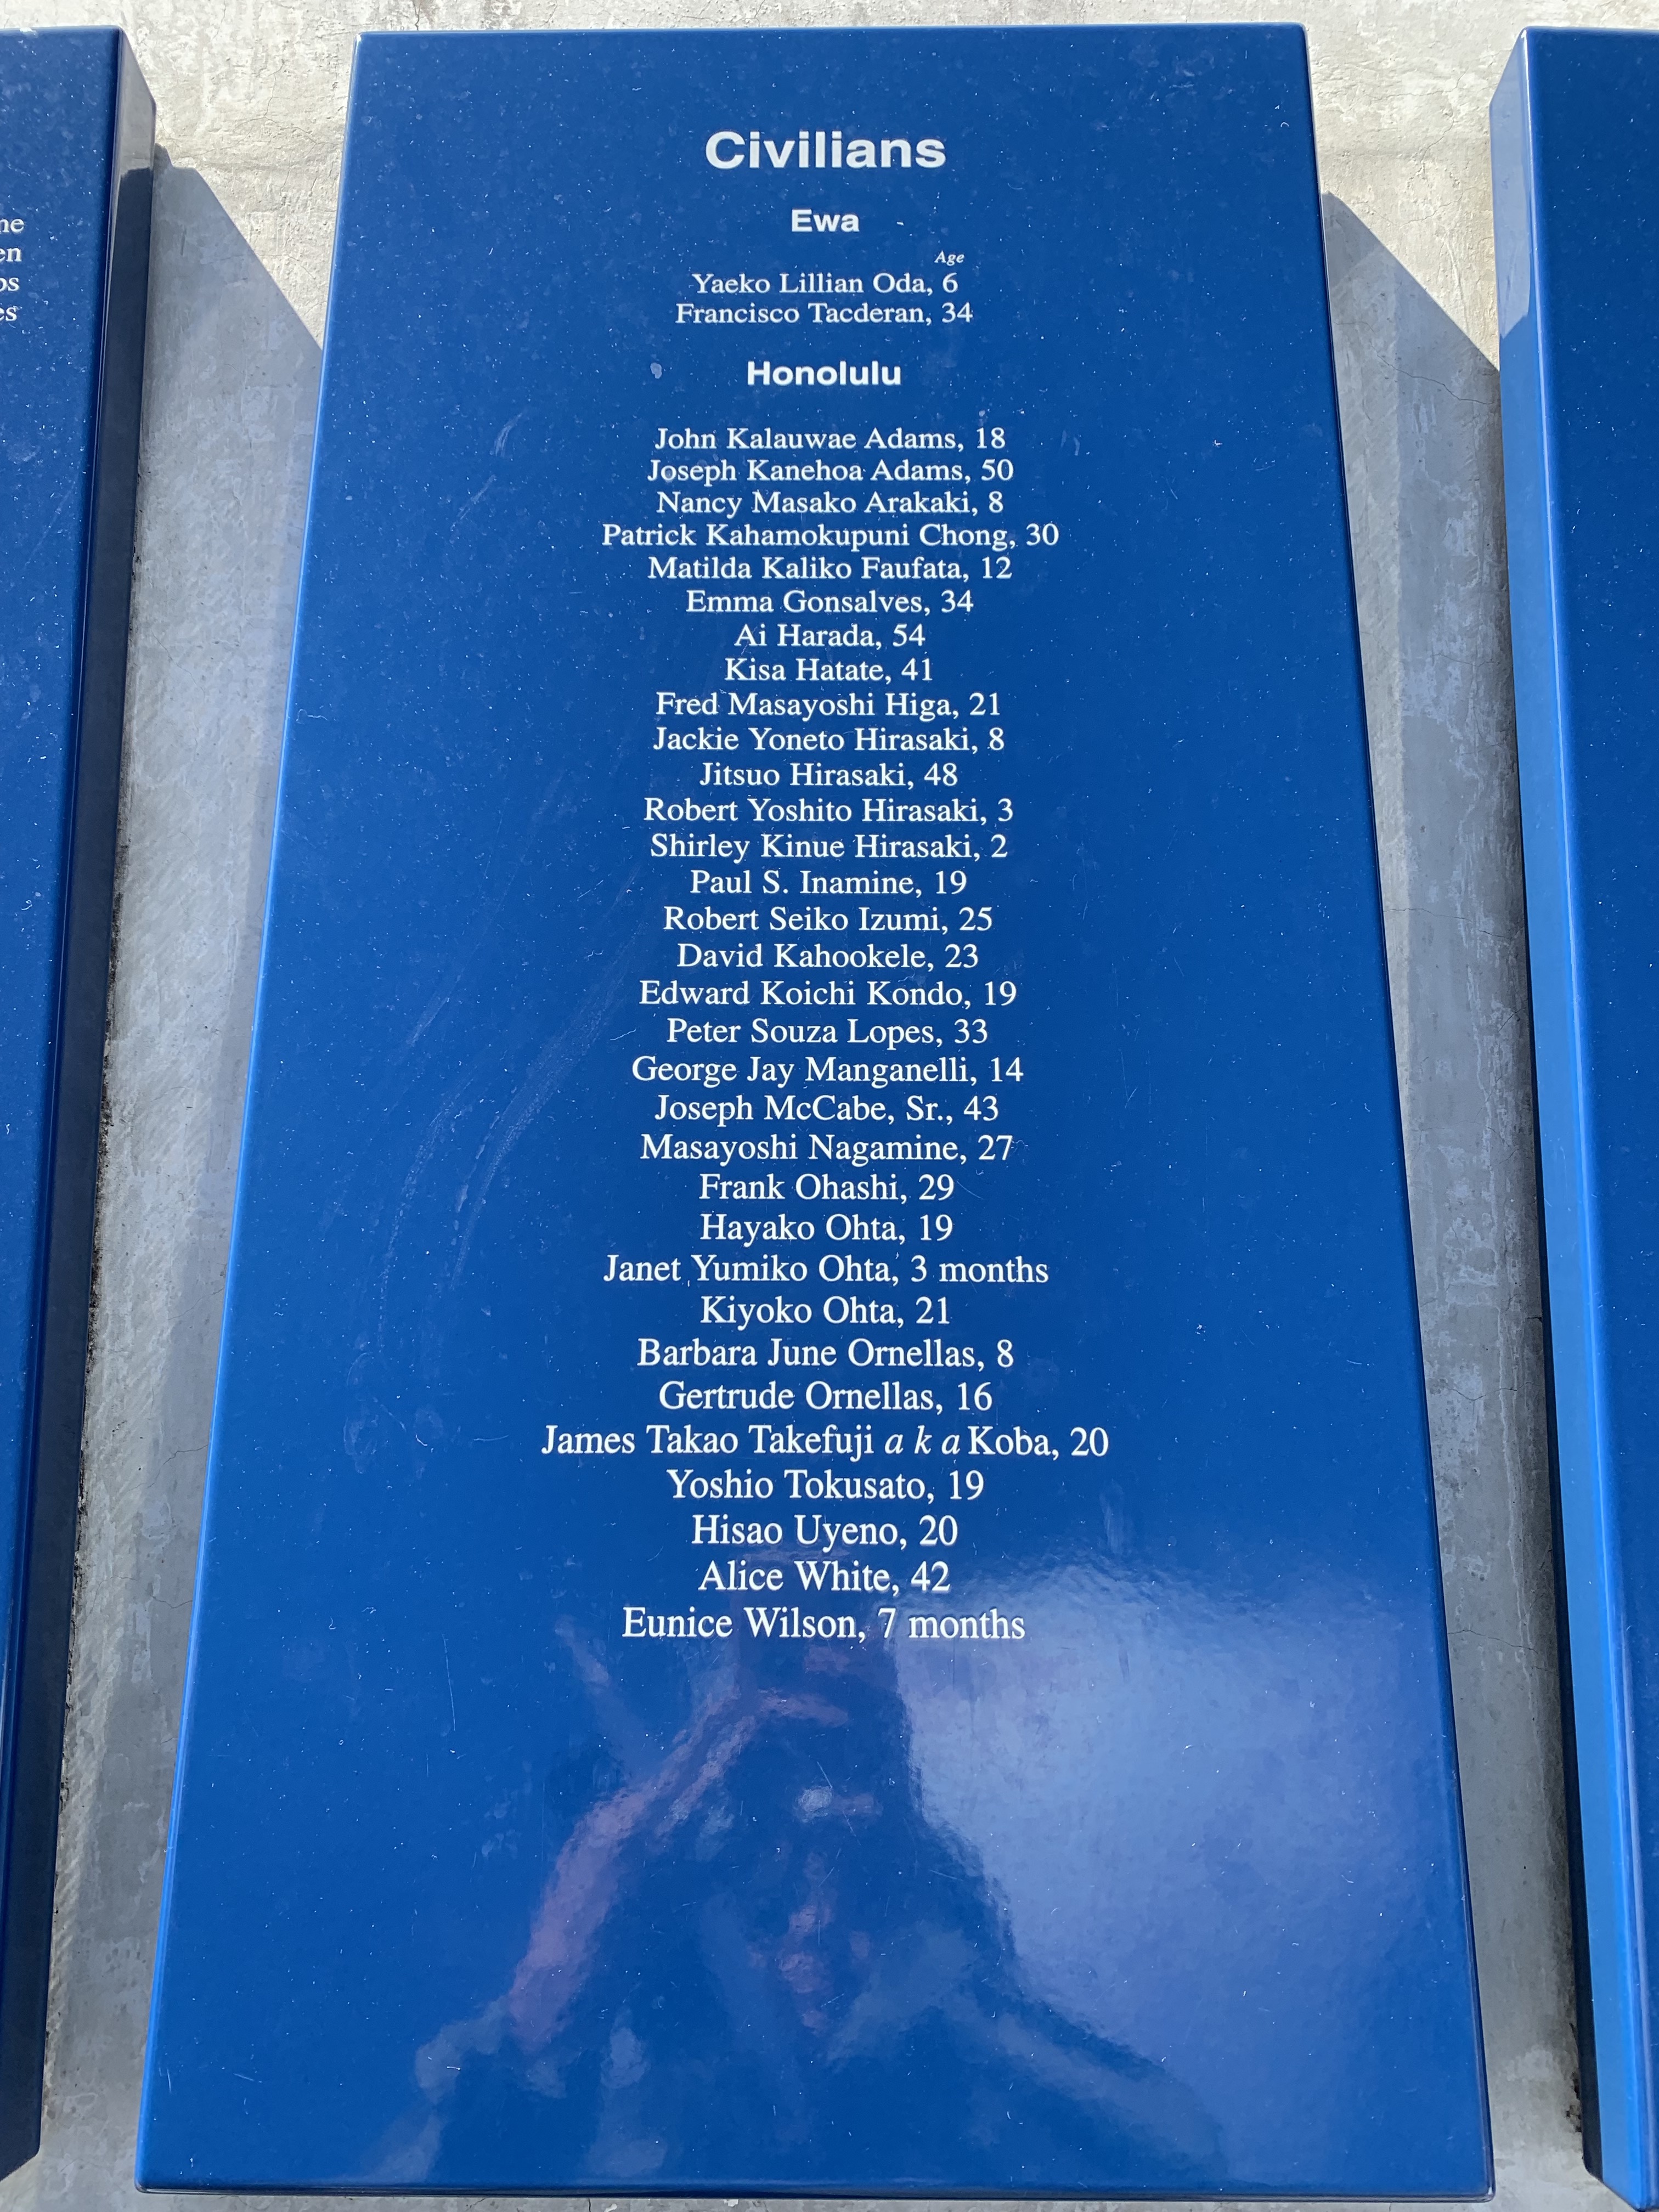 ne
en
os
es
Civilians
Ewa
Age
Yaeko Lillian Oda, 6
Francisco Tacderan, 34
Honolulu
John Kalauwae Adams, 18
Joseph Kanehoa Adams, 50
Nancy Masako Arakaki, 8
Patrick Kahamokupuni Chong, 30
Matilda Kaliko Faufata, 12
Emma Gonsalves, 34
Ai Harada, 54
Kisa Hatate, 41
Fred Masayoshi Higa, 21
Jackie Yoneto Hirasaki, 8
Jitsuo Hirasaki, 48
Robert Yoshito Hirasaki, 3
Shirley Kinue Hirasaki, 2
Paul S. Inamine, 19
Robert Seiko Izumi, 25
David Kahookele, 23
Edward Koichi Kondo, 19
Peter Souza Lopes, 33
George Jay Manganelli, 14
Joseph McCabe, Sr., 43
Masayoshi Nagamine, 27
Frank Ohashi, 29
Hayako Ohta, 19
Janet Yumiko Ohta, 3 months
Kiyoko Ohta, 21
Barbara June Ornellas, 8
Gertrude Ornellas, 16
James Takao Takefuji a k a Koba, 20
Yoshio Tokusato, 19
Hisao Uyeno, 20
Alice White, 42
Eunice Wilson, 7 months